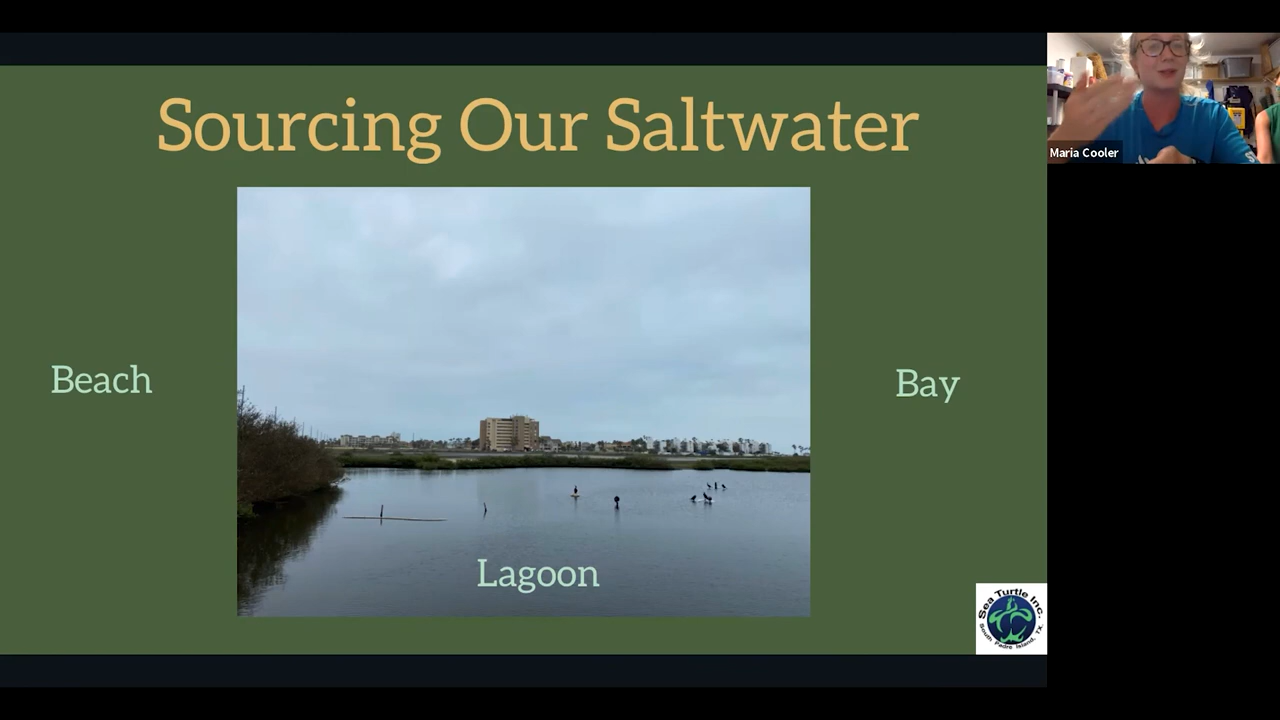 Sourcing Our Saltwater
Maria Cooler
Beach
Bay
Lagoon
Sea Turtle Inc.
South Padre Island, TX.